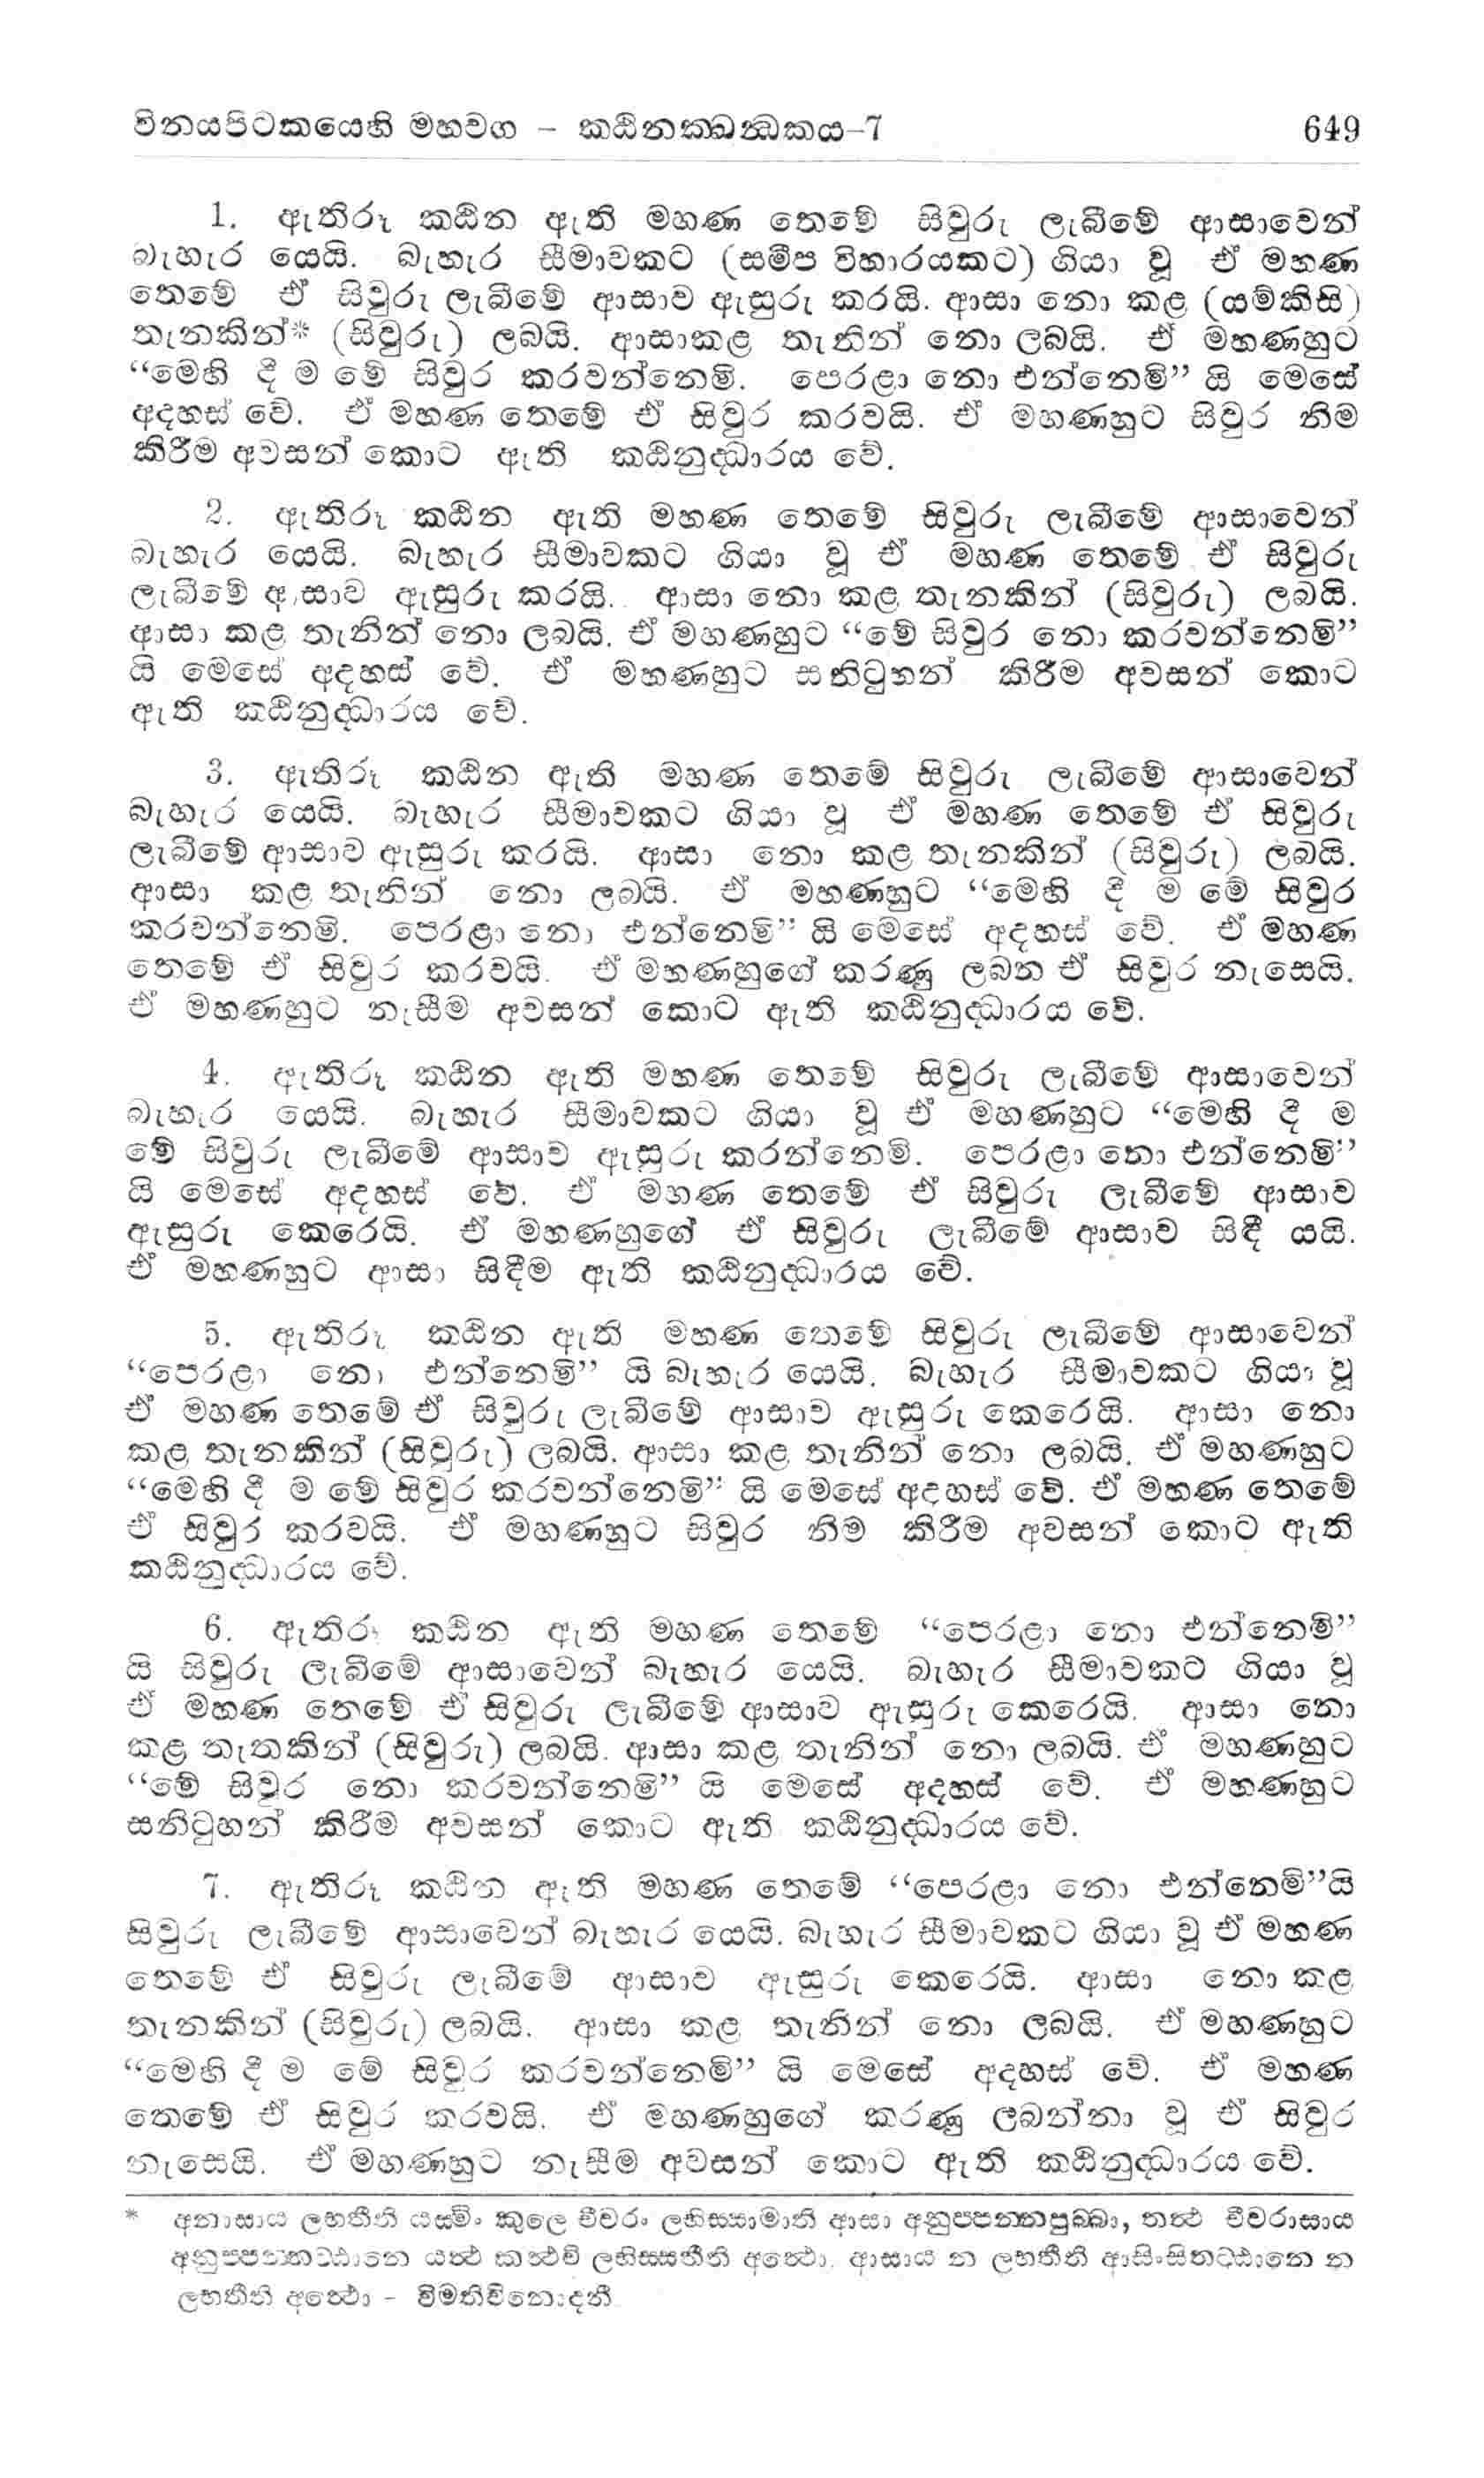 විනයපිටකයෙහි මහවග – කඨිනක්ඛන්ධකය–7 649
1. ඇතිරූ කඨින ඇති මහණ තෙමේ සිවුරු ලැබීමේ ආසාවෙන්
බැහැර යෙයි. බැහැර සීමාවකට (සමීප විහාරයකට) ගියා වූ ඒ මහණ
තෙමේ ඒ සිවුරු ලැබීමේ ආසාව ඇසුරු කරයි. ආසා නො කළ (යම්කිසි)
තැනකින්* (සිවුරු) ලබයි. ආසාකළ තැනින් නො ලබයි. ඒ මහණහුට
“මෙහි දී ම මේ සිවුර කරවන්නෙමි. පෙරළා නො එන්නෙමි” යි මෙසේ
අදහස් වේ. ඒ මහණ තෙමේ ඒ සිවුර කරවයි. ඒ මහණහුට සිවුර නිම
කිරීම අවසන් කොට ඇති කඨිනුද්ධාරය වේ.
2. ඇතිරූ කඨින ඇති මහණ තෙමේ සිවුරු ලැබීමේ ආසාවෙන්
බැහැර යෙයි. බැහැර සීමාවකට ගියා වූ ඒ මහණ තෙමේ ඒ සිවුරු
ලැබීමේ ආසාව ඇසුරු කරයි. ආසා නො කළ තැනකින් (සිවුරු) ලබයි.
ආසා කළ තැනින් නො ලබයි. ඒ මහණහුට “මේ සිවුර නො කරවන්නෙමි”
යි මෙසේ අදහස් වේ. ඒ මහණහුට සනිටුහන් කිරීම අවසන් කොට
ඇති කඨිනුද්ධාරය වේ.
3. ඇතිරූ කඨින ඇති මහණ තෙමේ සිවුරු ලැබීමේ ආසාවෙන්
බැහැර යෙයි. බැහැර සීමාවකට ගියා වූ ඒ මහණ තෙමේ ඒ සිවුරු
ලැබීමේ ආසාව ඇසුරු කරයි. ආසා නො කළ තැනකින් (සිවුරු) ලබයි.
ආසා කළ තැනින් නො ලබයි. ඒ මහණහුට “මෙහි දී ම මේ සිවුර
කරවන්නෙමි. පෙරළා නො එන්නෙමි” යි මෙසේ අදහස් වේ. ඒ මහණ
තෙමේ ඒ සිවුර කරවයි. ඒ මහණහුගේ කරණු ලබන ඒ සිවුර නැසෙයි.
ඒ මහණහුට නැසීම අවසන් කොට ඇති කඨිනුද්ධාරය වේ.
4. ඇතිරූ කඨින ඇති මහණ තෙමේ සිවුරු ලැබීමේ ආසාවෙන්
බැහැර යෙයි. බැහැර සීමාවකට ගියා වූ ඒ මහණහුට “මෙහි දී ම
මේ සිවුරු ලැබීමේ ආසාව ඇසුරු කරන්නෙමි. පෙරළා නො එන්නෙමි”
යි මෙසේ අදහස් වේ. ඒ මහණ තෙමේ ඒ සිවුරු ලැබීමේ ආසාව
ඇසුරු කෙරෙයි. ඒ මහණහුගේ ඒ සිවුරු ලැබීමේ ආසාව සිඳී යයි.
ඒ මහණහුට ආසා සිඳීම ඇති කඨිනුද්ධාරය වේ.
5. ඇතිරූ කඨින ඇති මහණ තෙමේ සිවුරු ලැබීමේ ආසාවෙන්
“පෙරළා නො එන්නෙමි” යි බැහැර යෙයි. බැහැර සීමාවකට ගියා වූ
ඒ මහණ තෙමේ ඒ සිවුරු ලැබීමේ ආසාව ඇසුරු කෙරෙයි. ආසා නො
කළ තැනකින් (සිවුරු) ලබයි. ආසා කළ තැනින් නො ලබයි. ඒ මහණහුට
“මෙහි දී ම මේ සිවුර කරවන්නෙමි” යි මෙසේ අදහස් වේ. ඒ මහණ තෙමේ
ඒ සිවුර කරවයි. ඒ මහණහුට සිවුර නිම කිරීම අවසන් කොට ඇති
කඨිනුද්ධාරය වේ.
6. ඇතිරූ කඨින ඇති මහණ තෙමේ “පෙරළා නො එන්නෙමි”
යි සිවුරු ලැබීමේ ආසාවෙන් බැහැර යෙයි. බැහැර සීමාවකට ගියා වූ
ඒ මහණ තෙමේ ඒ සිවුරු ලැබීමේ ආසාව ඇසුරු කෙරෙයි. ආසා නො
කළ තැනකින් (සිවුරු) ලබයි. ආසා කළ තැනින් නො ලබයි. ඒ මහණහුට
“මේ සිවුර නො කරවන්නෙමි” යි මෙසේ අදහස් වේ. ඒ මහණහුට
සනිටුහන් කිරීම අවසන් කොට ඇති කඨිනුද්ධාරය වේ.
7. ඇතිරූ කඨින ඇති මහණ තෙමේ “පෙරළා නො එන්නෙමි”යි
සිවුරු ලැබීමේ ආසාවෙන් බැහැර යෙයි. බැහැර සීමාවකට ගියා වූ ඒ මහණ
තෙමේ ඒ සිවුරු ලැබීමේ ආසාව ඇසුරු කෙරෙයි. ආසා නො කළ
තැනකින් (සිවුරු) ලබයි. ආසා කළ තැනින් නො ලබයි. ඒ මහණහුට
“මෙහි දී ම මේ සිවුර කරවන්නෙමි” යි මෙසේ අදහස් වේ. ඒ මහණ
තෙමේ ඒ සිවුර කරවයි. ඒ මහණහුගේ කරණු ලබන්නා වූ ඒ සිවුර
නැසෙයි. ඒ මහණහුට නැසීම අවසන් කොට ඇති කඨිනුද්ධාරය වේ.
* අනාසාය ලභතීති යස්මිං කුලෙ චීවරං ලභිස්සාමාති ආසා අනුප්පන්නපුබ්බා, තත්ථ චීවරාසාය
අනුප්පන්නට්ඨානෙ යත්ථ කත්ථචි ලභිස්සතීති අත්ථො. ආසාය න ලභතීති ආසිංසිතට්ඨානෙ න
ලභතීති අත්ථො – විමතිවිනොදනී